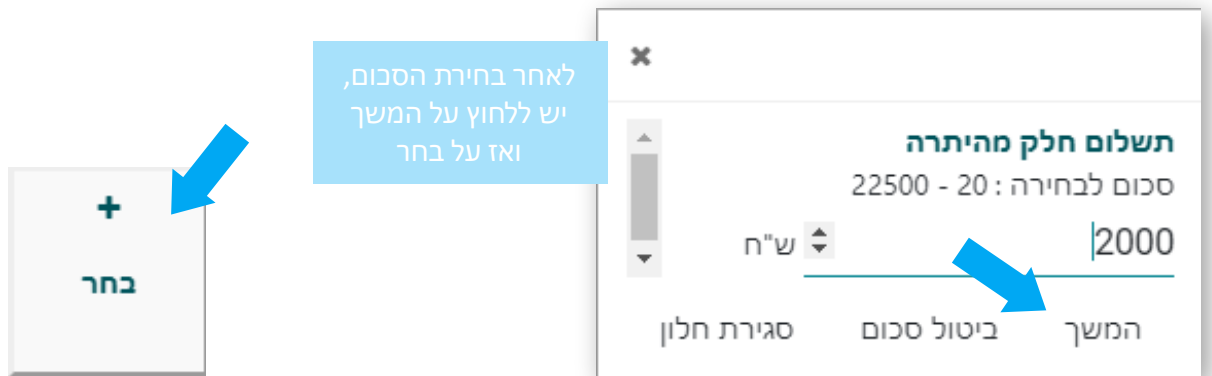 ×
תשלום חלק מהיתרה
סכום לבחירה : 20 - 22500
2000 ש"ח
המשך ביטול סכום סגירת חלון
לאחר בחירת הסכום,
יש ללחוץ על המשך
ואז על בחר
+
בחר